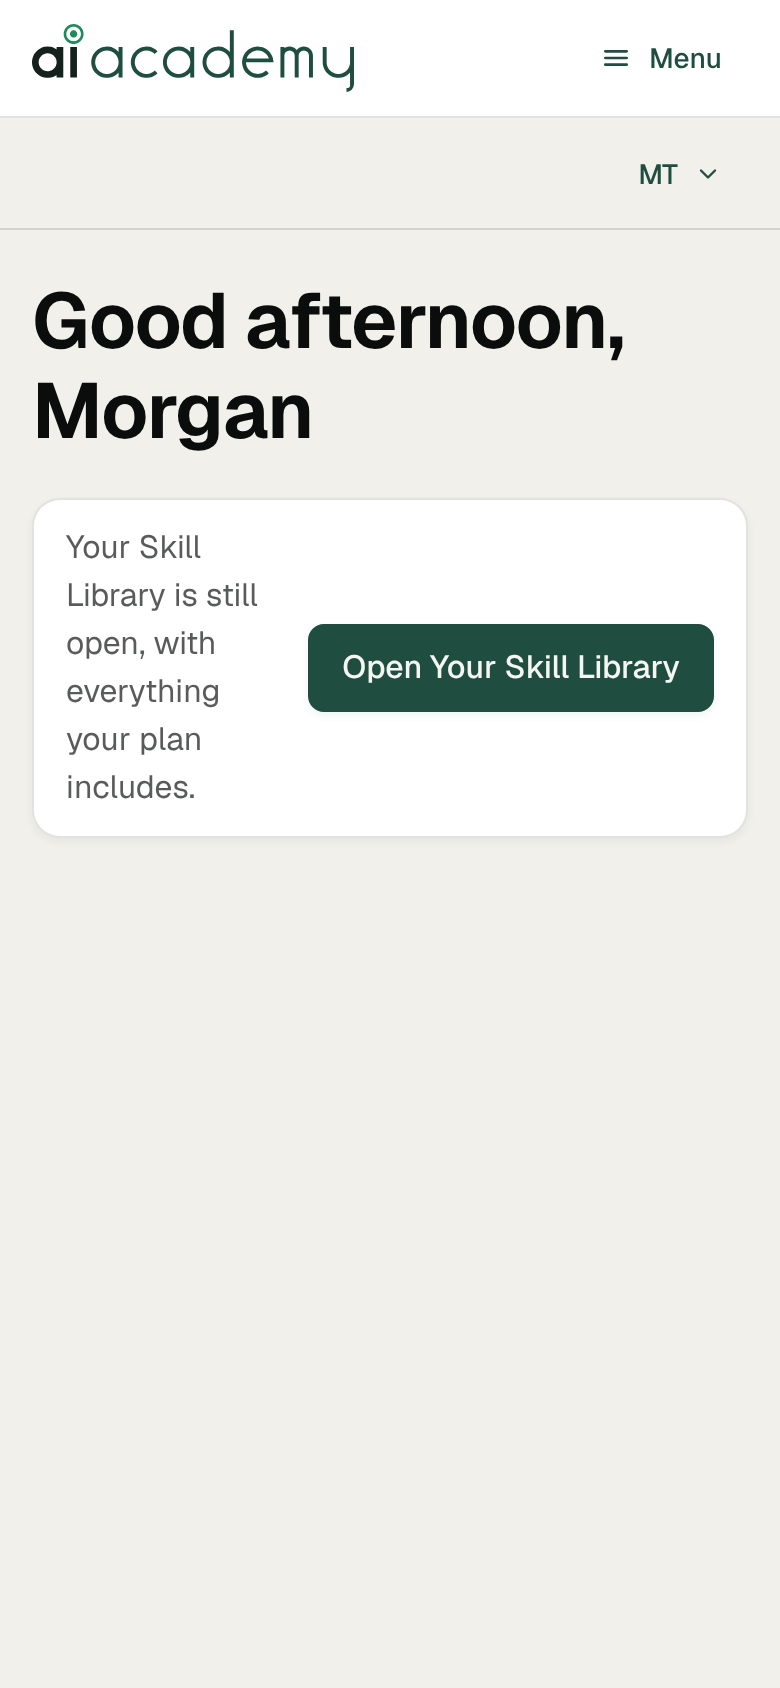 ai academy
Menu
MT
Good afternoon,
Morgan
Your Skill
Library is still
open, with
everything
your plan
includes.
Open Your Skill Library